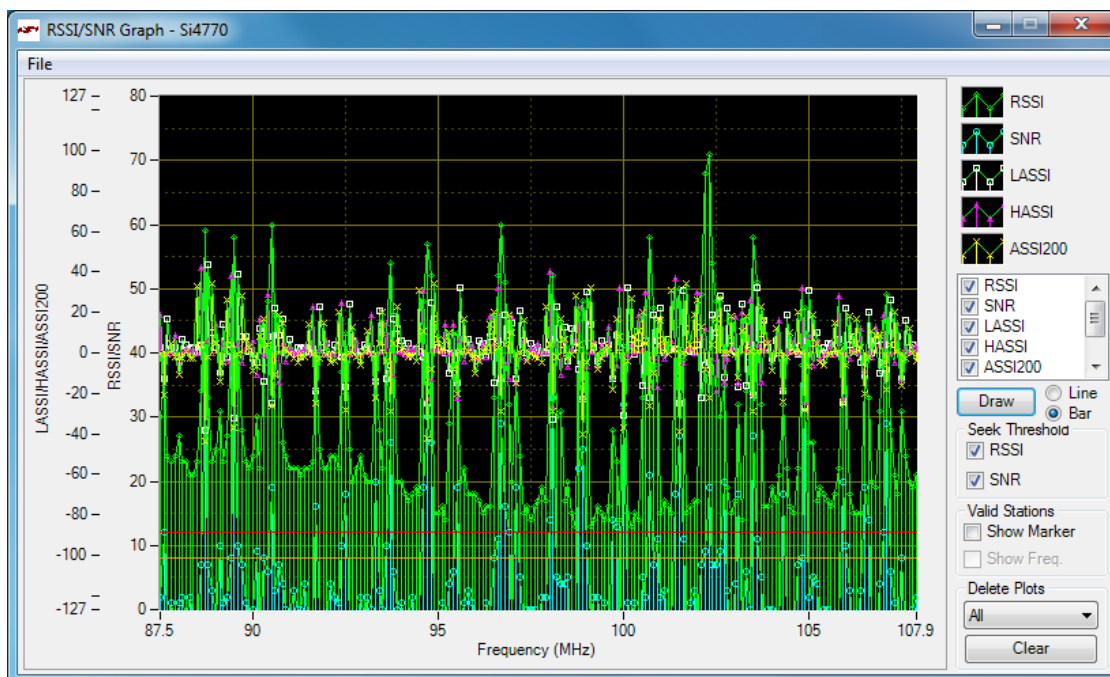 RSSI/SNR Graph - Si4770
File
LASSI/HASSI/ASSI200
127
100
80
60
40
20
0
-20
-40
-60
-80
-100
-127
RSSI/SNR
80
70
60
50
40
30
20
10
0
87.5 90 95 100 105 107.9
Frequency (MHz)
RSSI
SNR
LASSI
HASSI
ASSI200
RSSI
SNR
LASSI
HASSI
ASSI200
Draw
Line
Bar
Seek Threshold
RSSI
SNR
Valid Stations
Show Marker
Show Freq.
Delete Plots
All
Clear